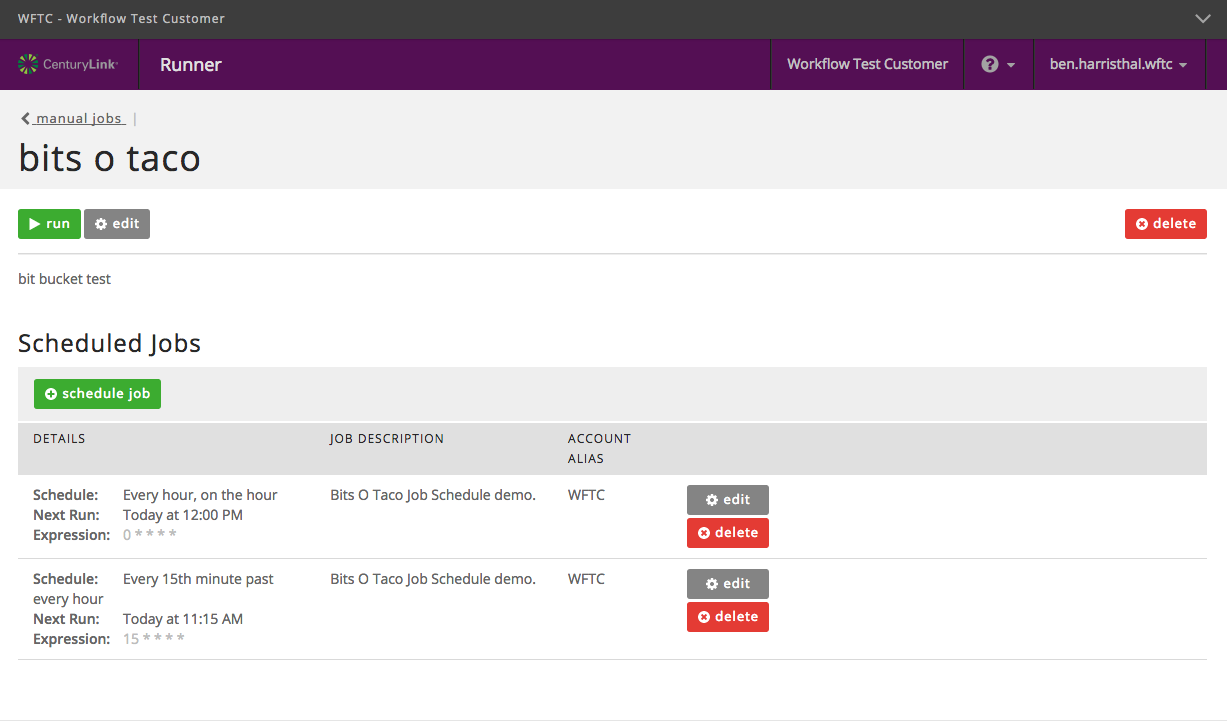 WFTC - Workflow Test Customer
CenturyLink Runner Workflow Test Customer ? ben.harristhal.wftc
manual jobs |
bits o taco
run edit delete
bit bucket test
Scheduled Jobs
schedule job
DETAILS JOB DESCRIPTION ACCOUNT
ALIAS
Schedule: Every hour, on the hour Bits O Taco Job Schedule demo. WFTC edit
Next Run: Today at 12:00 PM
Expression: 0 * * * * delete
Schedule: Every 15th minute past Bits O Taco Job Schedule demo. WFTC edit
every hour
Next Run: Today at 11:15 AM delete
Expression: 15 * * * *